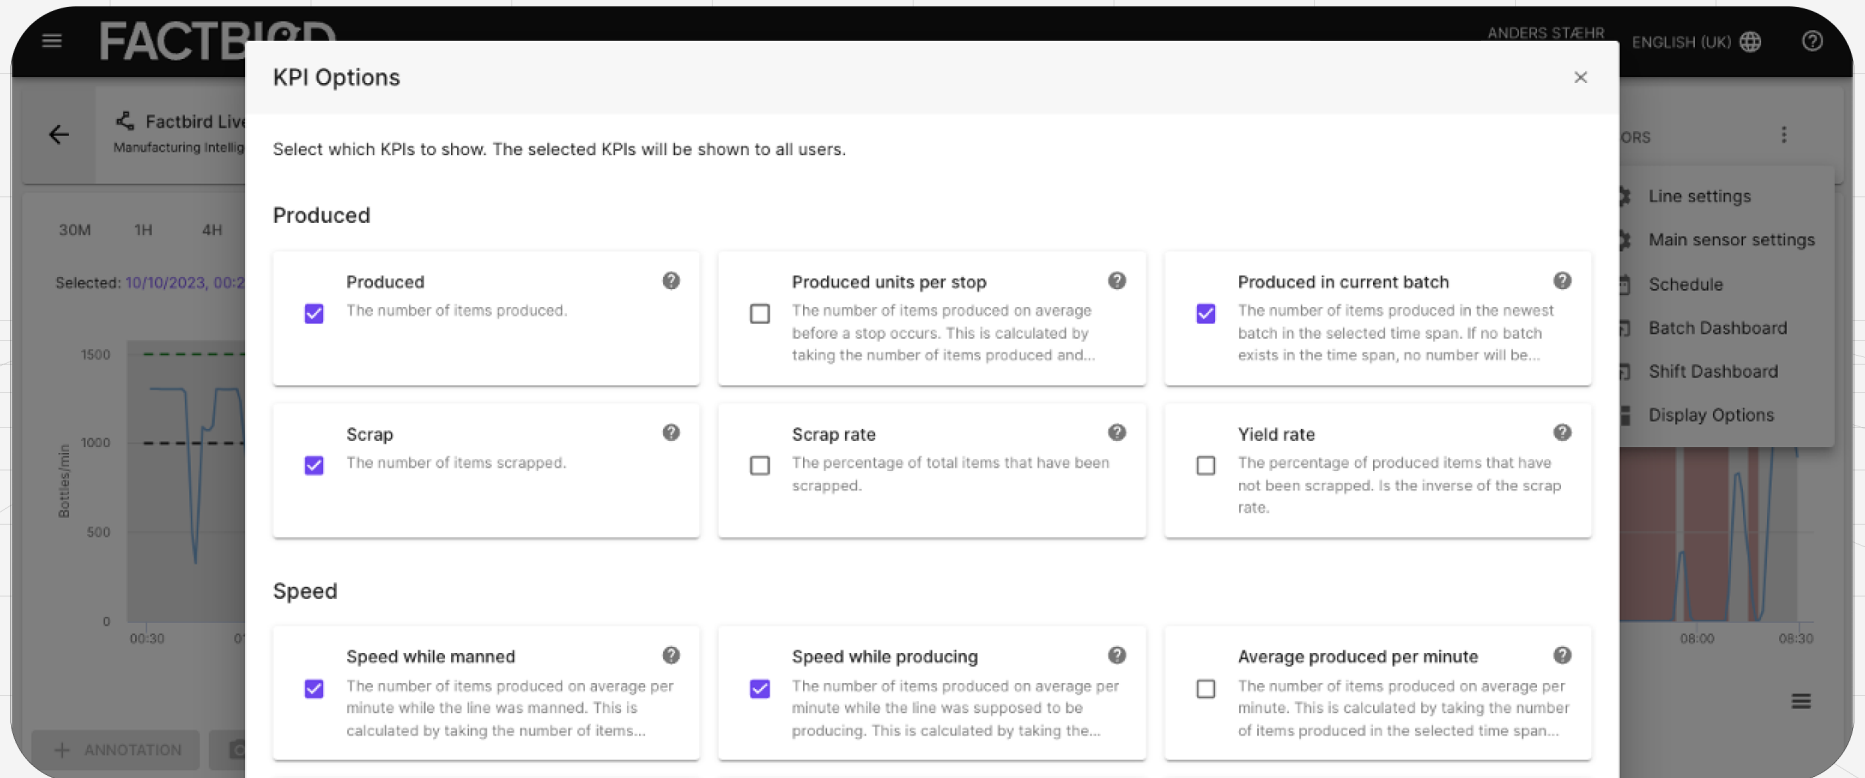 FACTBIRD
ANDERS STÆHR
ENGLISH (UK)
KPI Options
Factbird Live
Manufacturing
ORS
Select which KPIs to show. The selected KPIs will be shown to all users.
Line settings
Main sensor settings
Schedule
Batch Dashboard
Shift Dashboard
Display Options
30M 1H 4H
Selected: 10/10/2023, 00:2
Produced
Produced
The number of items produced.
Produced units per stop
The number of items produced on average
before a stop occurs. This is calculated by
taking the number of items produced and...
Produced in current batch
The number of items produced in the newest
batch in the selected time span. If no batch
exists in the time span, no number will be...
Scrap
The number of items scrapped.
Scrap rate
The percentage of total items that have been
scrapped.
Yield rate
The percentage of produced items that have
not been scrapped. Is the inverse of the scrap
rate.
Speed
Speed while manned
The number of items produced on average per
minute while the line was manned. This is
calculated by taking the number of items...
Speed while producing
The number of items produced on average per
minute while the line was supposed to be
producing. This is calculated by taking the...
Average produced per minute
The number of items produced on average per
minute. This is calculated by taking the number
of items produced in the selected time span...
1500
1000
500
0
Bottles/min
00:30
08:00
08:30
ANNOTATION